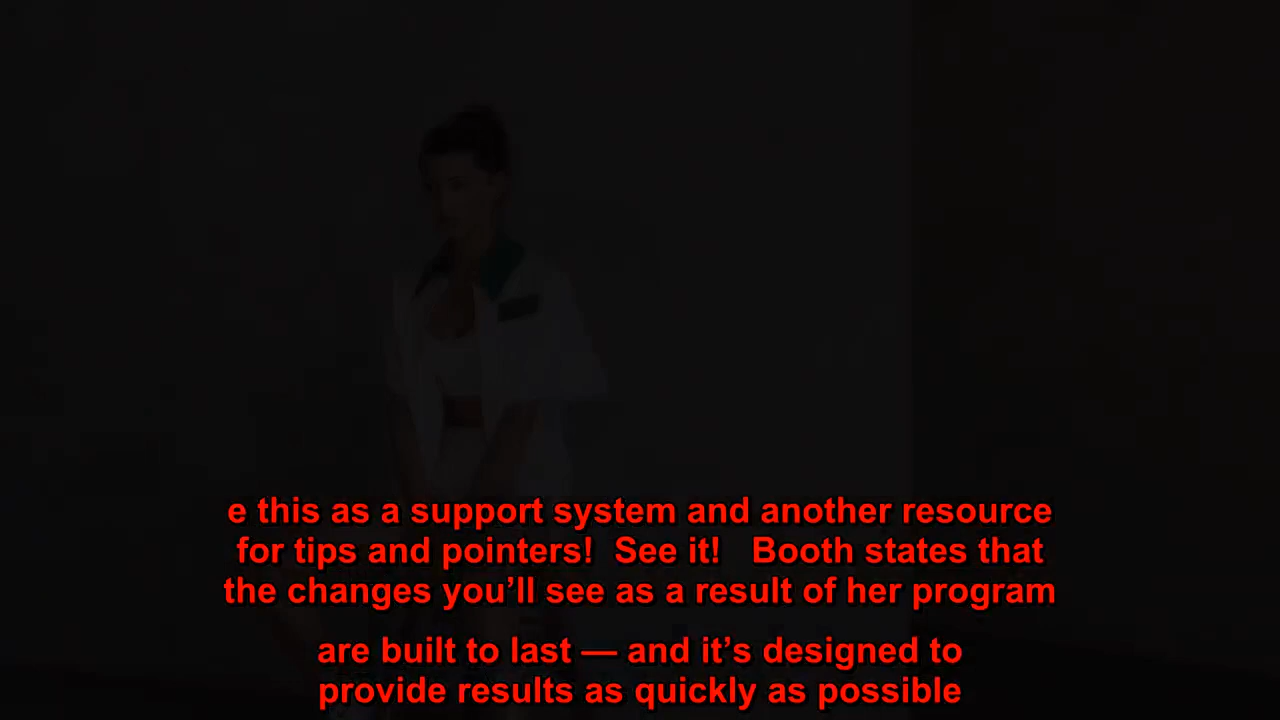 e this as a support system and another resource
for tips and pointers!  See it!   Booth states that
the changes you’ll see as a result of her program
are built to last — and it’s designed to
provide results as quickly as possible